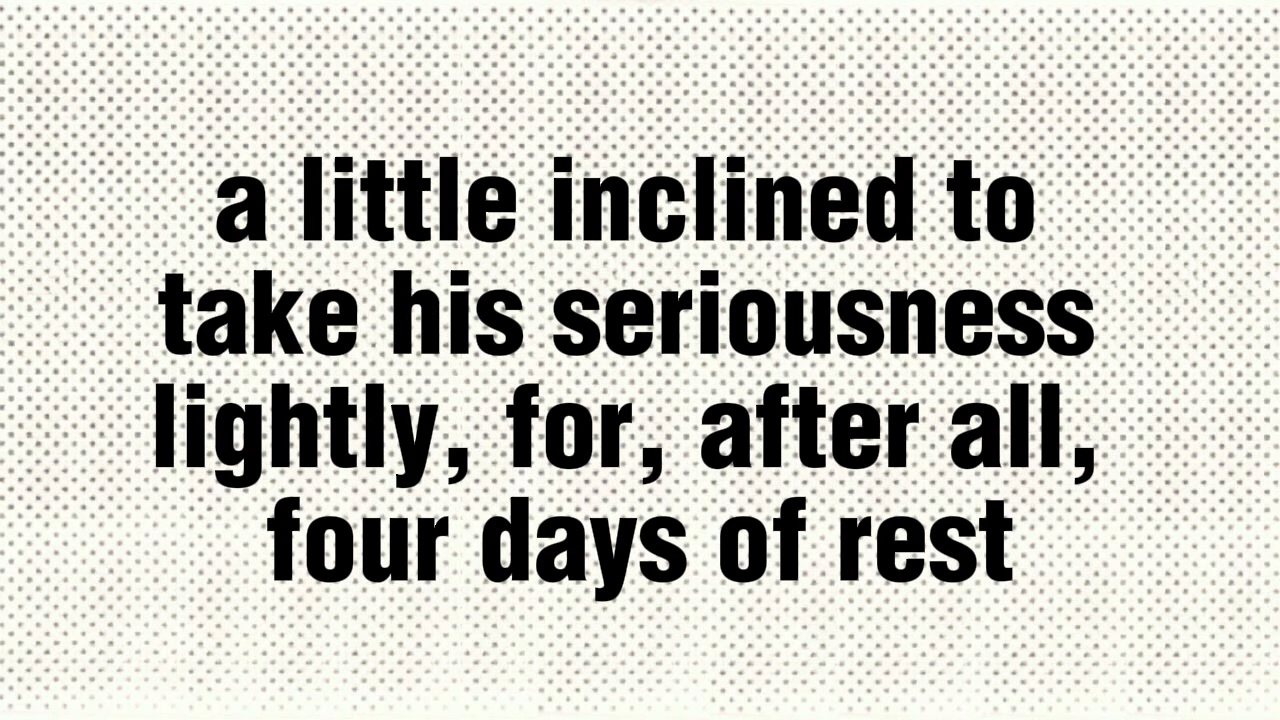 a little inclined to
take his seriousness
lightly, for, after all,
four days of rest